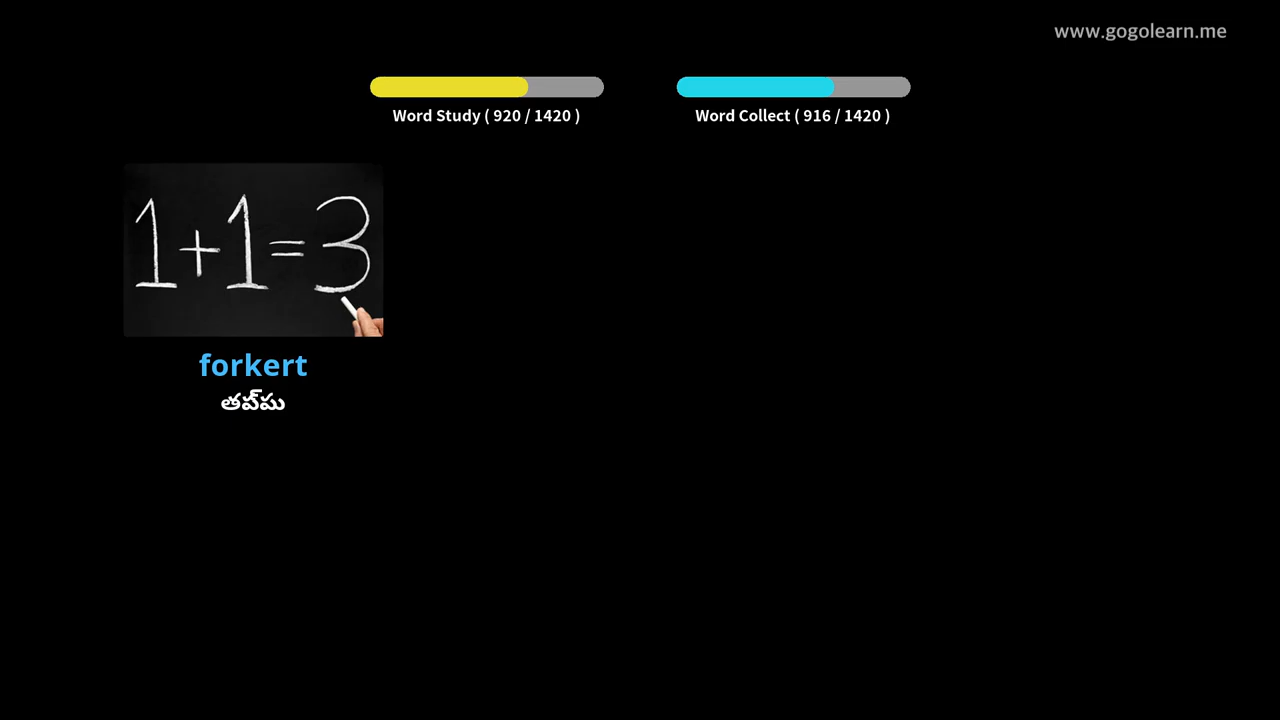 www.gogolearn.me
Word Study ( 920 / 1420 )
Word Collect ( 916 / 1420 )
1+1=3
forkert
తప్పు